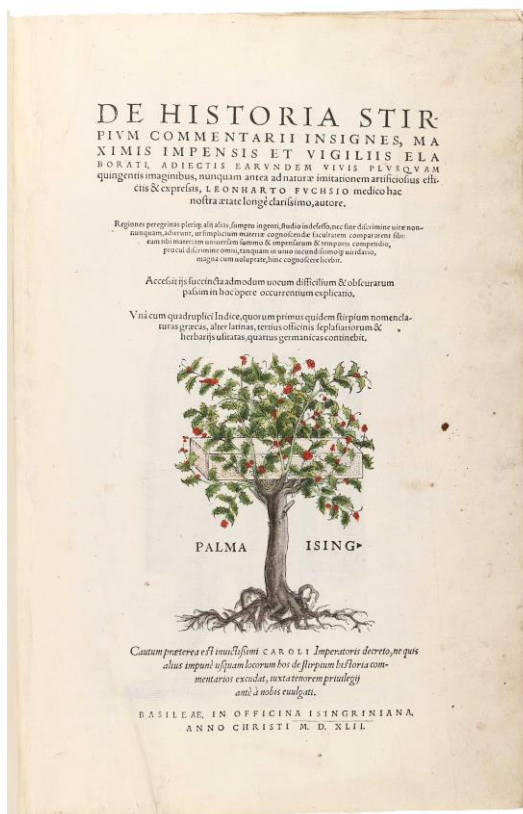 DE HISTORIA STIR-
PIVM COMMENTARII INSIGNES, MA
XIMIS IMPENSIS ET VIGILIIS ELA
BORATI, ADIECTIS EARVNDEM VIVIS PLVSQVAM
quingentis imaginibus, nunquam antea ad naturæ imitationem artificiosius effi-
ctis & expressis, LEONHARTO FVCHSIO medico hac
nostra ætate longè clarissimo, autore.
Regiones peregrinas pleriq;, alij alias, sumptu ingenti, studio indefesso, nec sine discrimine uitæ non-
nunquam, adierunt, ut simplicium materiæ cognoscendæ facultatem compararent sibi:
eam tibi materiam uniuersam summo & impensarum & temporis compendio,
procul discrimine omni, tanquam in uiuo iucundissimoq; uiridario,
magna cum uoluptate, hinc cognoscere licebit.
Accessit ijs succincta admodum uocum difficilium & obscurarum
passim in hoc opere occurrentium explicatio.
Vnà cum quadruplici Indice, quorum primus quidem stirpium nomencla-
turas græcas, alter latinas, tertius officinis seplasiariorum &
herbarijs usitatas, quartus germanicas continebit.
PALMA ISING.
Cautum præterea est inuictissimi CAROLI Imperatoris decreto, ne quis
alius impunè usquam locorum hos de stirpium historia com-
mentarios excudat, iuxta tenorem priuilegij
antè à nobis euulgati.
BASILEAE, IN OFFICINA ISINGRINIANA,
ANNO CHRISTI M. D. XLII.